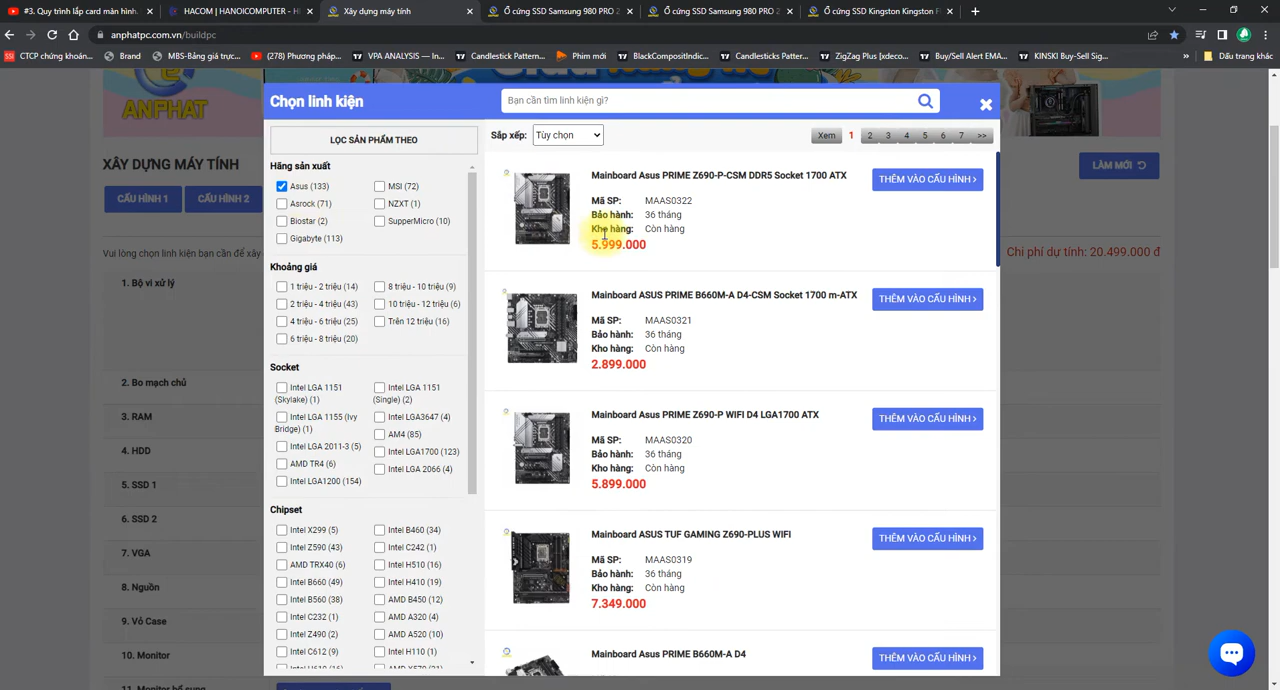 #3. Quy trình lắp card màn hình.
HACOM | HANOICOMPUTER - H
Xây dựng máy tính
Ổ cứng SSD Samsung 980 PRO 2
Ổ cứng SSD Samsung 980 PRO 2
Ổ cứng SSD Kingston Kingston F
anphatpc.com.vn/buildpc
CTCP chứng khoán...
Brand
MBS-Bảng giá trực...
(278) Phương pháp...
VPA ANALYSIS — In...
Candlesticks Patter...
Phim mới
BlackCompositIndic...
Candlesticks Pattar...
ZigZag Plus [xdeco...
Buy/Sell Alert EMA...
KINSKI Buy-Sell Sig...
»
Dấu trang khác
ANPHAT
Chọn linh kiện
Bạn cần tìm linh kiện gì?
XÂY DỰNG MÁY TÍNH
LÀM MỚI
CẤU HÌNH 1
CẤU HÌNH 2
Vui lòng chọn linh kiện bạn cần để xây
Chi phí dự tính: 20.499.000 đ
1. Bộ vi xử lý
2. Bo mạch chủ
3. RAM
4. HDD
5. SSD 1
6. SSD 2
7. VGA
8. Nguồn
9. Vỏ Case
10. Monitor
11. Monitor bổ sung
LỌC SẢN PHẨM THEO
Hãng sản xuất
Asus (133)
MSI (72)
Asrock (71)
NZXT (1)
Biostar (2)
SupperMicro (10)
Gigabyte (113)
Khoảng giá
1 triệu - 2 triệu (14)
8 triệu - 10 triệu (9)
2 triệu - 4 triệu (43)
10 triệu - 12 triệu (6)
4 triệu - 6 triệu (25)
Trên 12 triệu (16)
6 triệu - 8 triệu (20)
Socket
Intel LGA 1151 (Skylake) (1)
Intel LGA 1151 (Single) (2)
Intel LGA 1155 (Ivy Bridge) (1)
Intel LGA3647 (4)
AM4 (85)
Intel LGA 2011-3 (5)
Intel LGA1700 (123)
AMD TR4 (6)
Intel LGA 2066 (4)
Intel LGA1200 (154)
Chipset
Intel X299 (5)
Intel B460 (34)
Intel Z590 (43)
Intel C242 (1)
AMD TRX40 (6)
Intel H510 (16)
Intel B660 (49)
Intel H410 (19)
Intel B560 (38)
AMD B450 (12)
Intel C232 (1)
AMD A320 (4)
Intel Z490 (2)
AMD A520 (10)
Intel C612 (9)
Intel H110 (1)
Intel H610 (16)
AMD X570 (21)
Sắp xếp: Tùy chọn
Xem 1 2 3 4 5 6 7 >>
Mainboard Asus PRIME Z690-P-CSM DDR5 Socket 1700 ATX
THÊM VÀO CẤU HÌNH ›
Mã SP: MAAS0322
Bảo hành: 36 tháng
Kho hàng: Còn hàng
5.999.000
Mainboard ASUS PRIME B660M-A D4-CSM Socket 1700 m-ATX
THÊM VÀO CẤU HÌNH ›
Mã SP: MAAS0321
Bảo hành: 36 tháng
Kho hàng: Còn hàng
2.899.000
Mainboard Asus PRIME Z690-P WIFI D4 LGA1700 ATX
THÊM VÀO CẤU HÌNH ›
Mã SP: MAAS0320
Bảo hành: 36 tháng
Kho hàng: Còn hàng
5.899.000
Mainboard ASUS TUF GAMING Z690-PLUS WIFI
THÊM VÀO CẤU HÌNH ›
Mã SP: MAAS0319
Bảo hành: 36 tháng
Kho hàng: Còn hàng
7.349.000
Mainboard Asus PRIME B660M-A D4
THÊM VÀO CẤU HÌNH ›